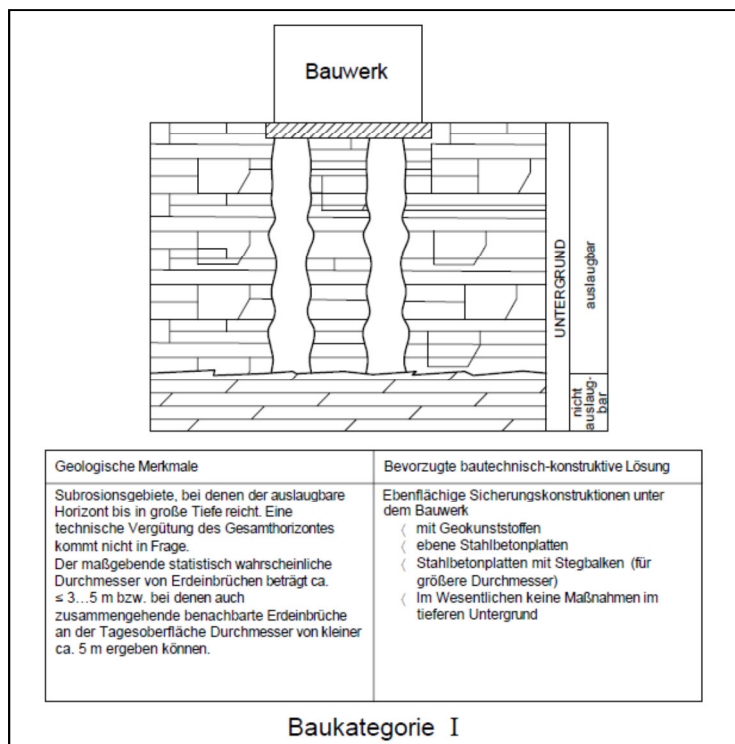 Bauwerk
UNTERGRUND
auslaugbar
nicht
auslaug-
bar
Geologische Merkmale
Subrosionsgebiete, bei denen der auslaugbare
Horizont bis in große Tiefe reicht. Eine
technische Vergütung des Gesamthorizontes
kommt nicht in Frage.
Der maßgebende statistisch wahrscheinliche
Durchmesser von Erdeinbrüchen beträgt ca.
≤ 3…5 m bzw. bei denen auch
zusammengehende benachbarte Erdeinbrüche
an der Tagesoberfläche Durchmesser von kleiner
ca. 5 m ergeben können.
Bevorzugte bautechnisch-konstruktive Lösung
Ebenflächige Sicherungskonstruktionen unter
dem Bauwerk
⟨ mit Geokunststoffen
⟨ ebene Stahlbetonplatten
⟨ Stahlbetonplatten mit Stegbalken (für
größere Durchmesser)
⟨ Im Wesentlichen keine Maßnahmen im
tieferen Untergrund
Baukategorie I